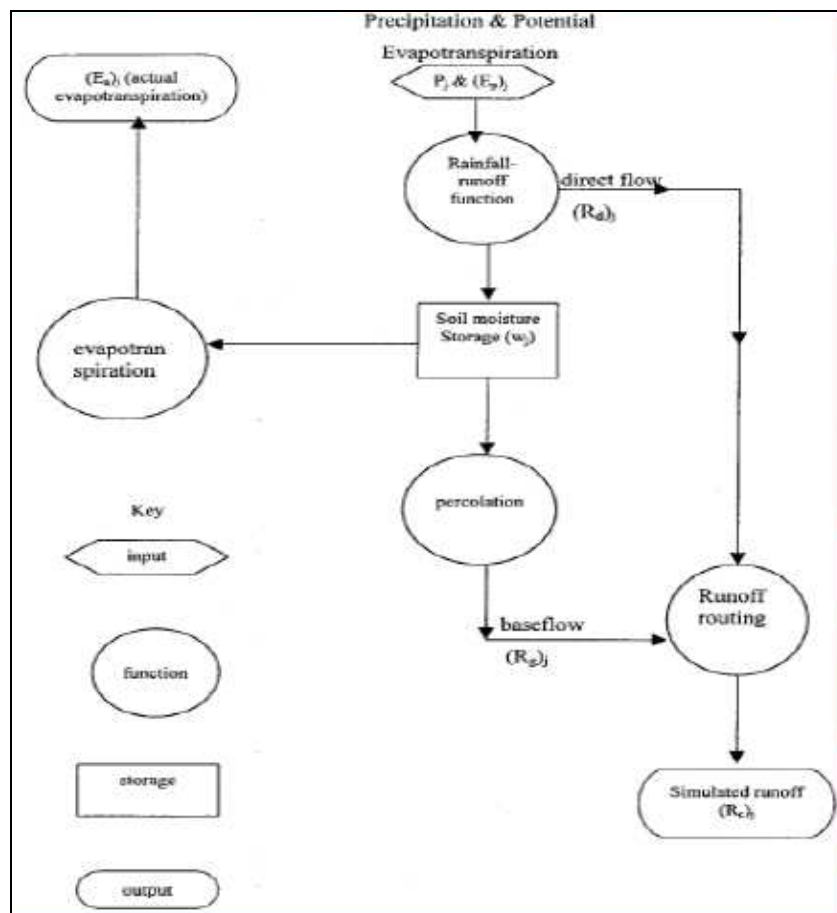 Precipitation & Potential
Evapotranspiration
Pj & (Ep)j
(Ea)j (actual
evapotranspiration)
Rainfall-
runoff
function
direct flow
(Rd)j
Soil moisture
Storage (wj)
evapotran
spiration
percolation
Key
input
Runoff
routing
baseflow
(Rg)j
function
storage
Simulated runoff
(Rc)j
output